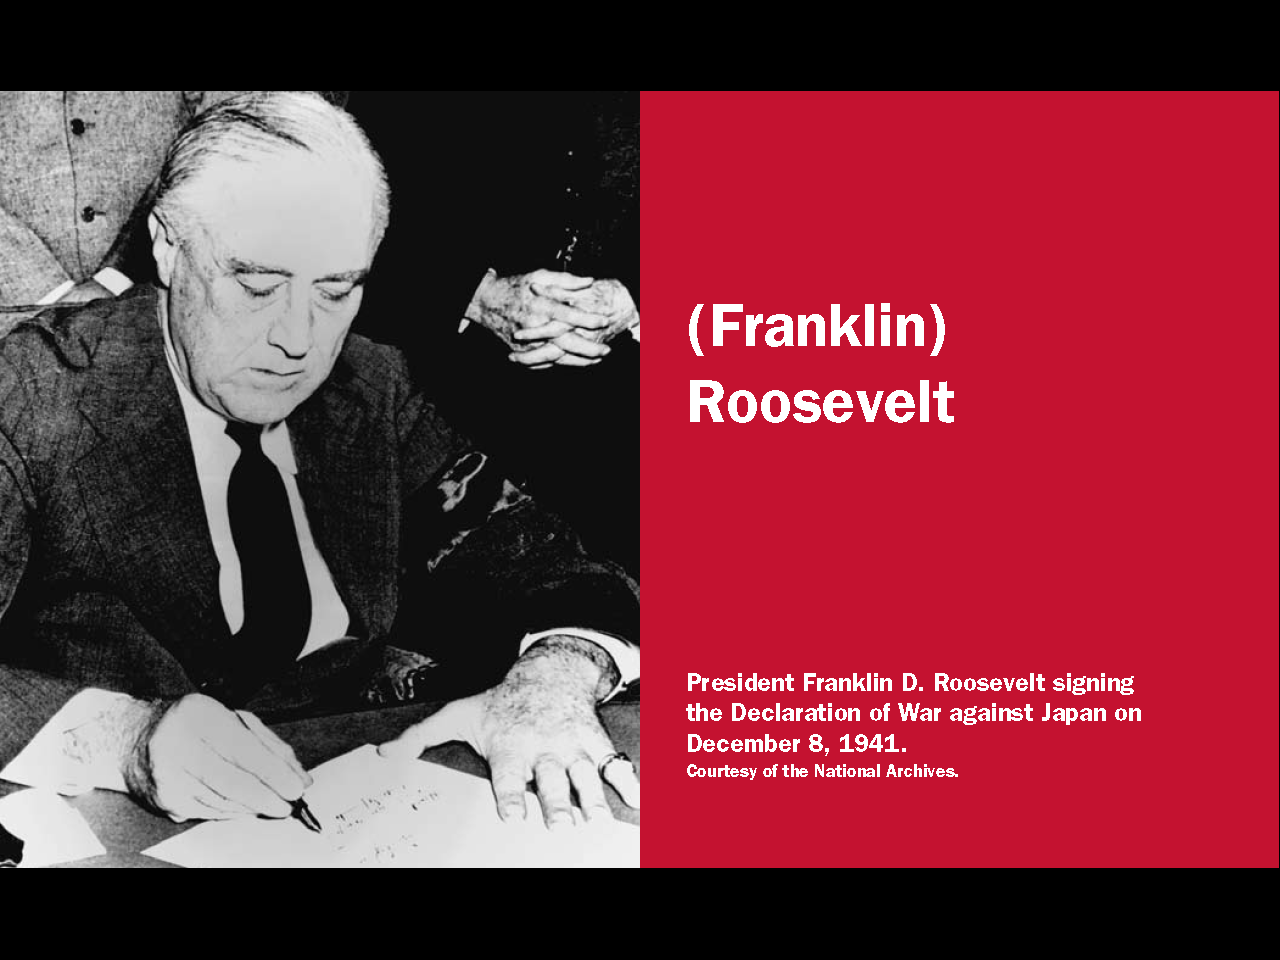 (Franklin)
Roosevelt
President Franklin D. Roosevelt signing
the Declaration of War against Japan on
December 8, 1941.
Courtesy of the National Archives.